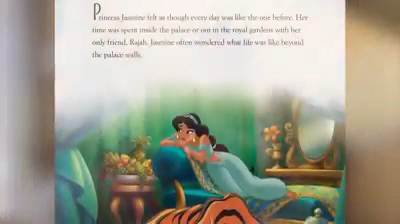 Princess Jasmine felt as though every day was like the one before. Her
time was spent inside the palace or out in the royal gardens with her
only friend, Rajah. Jasmine often wondered what life was like beyond
the palace walls.